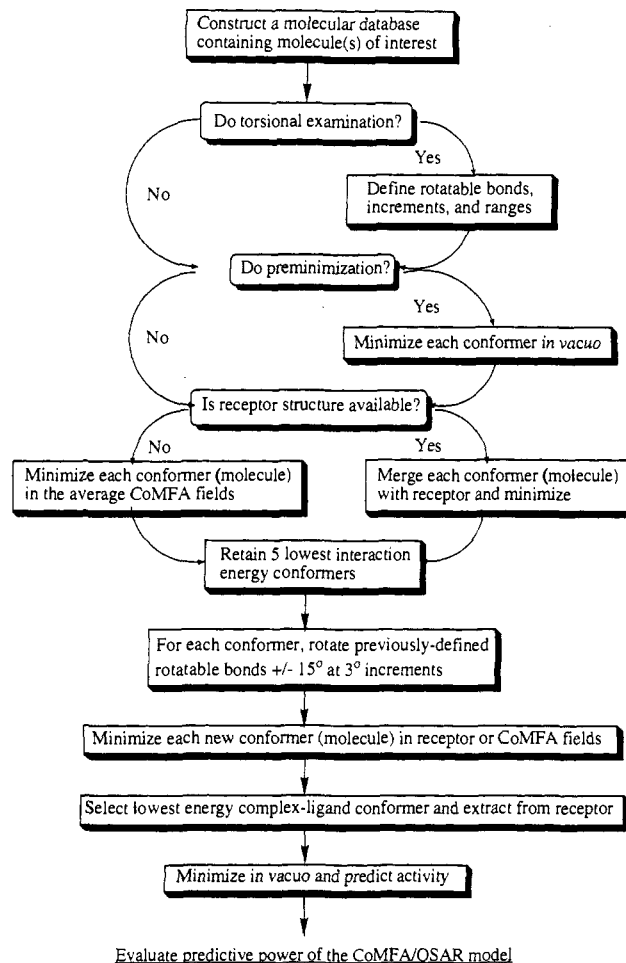 Construct a molecular database
containing molecule(s) of interest
Do torsional examination?
Yes
No
Define rotatable bonds,
increments, and ranges
Do preminimization?
Yes
No
Minimize each conformer in vacuo
Is receptor structure available?
No
Yes
Minimize each conformer (molecule)
in the average CoMFA fields
Merge each conformer (molecule)
with receptor and minimize
Retain 5 lowest interaction
energy conformers
For each conformer, rotate previously-defined
rotatable bonds +/- 15° at 3° increments
Minimize each new conformer (molecule) in receptor or CoMFA fields
Select lowest energy complex-ligand conformer and extract from receptor
Minimize in vacuo and predict activity
Evaluate predictive power of the CoMFA/QSAR model